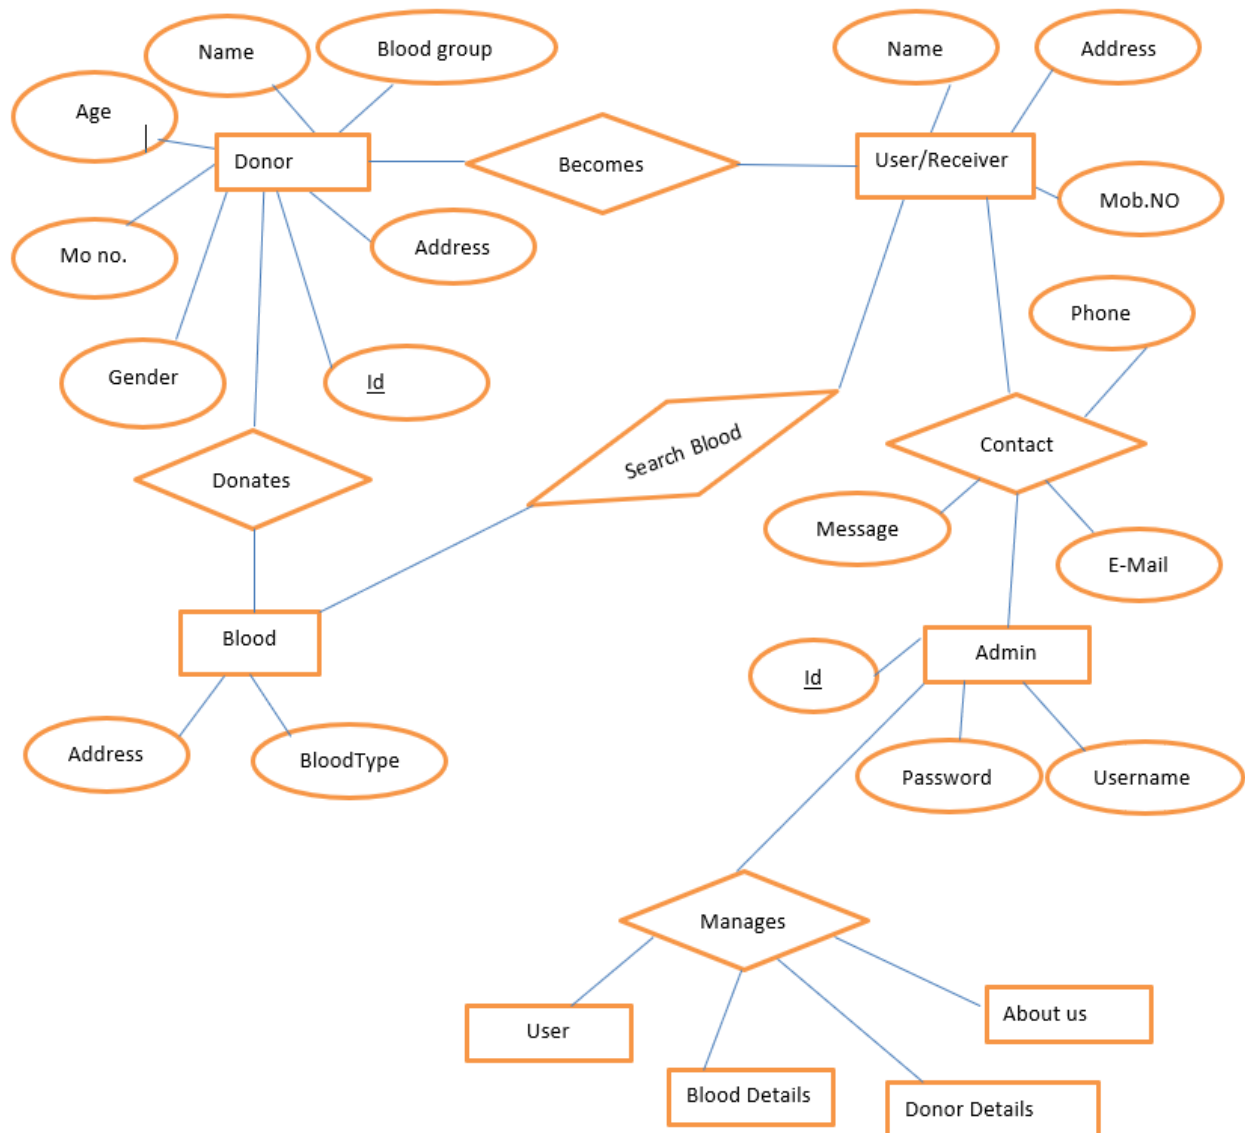 Name
Blood group
Name
Address
Age
Donor
Becomes
User/Receiver
Mob.NO
Mo no.
Address
Phone
Gender
Id
Search Blood
Contact
Donates
Message
E-Mail
Blood
Admin
Id
Address
BloodType
Password
Username
Manages
User
About us
Blood Details
Donor Details